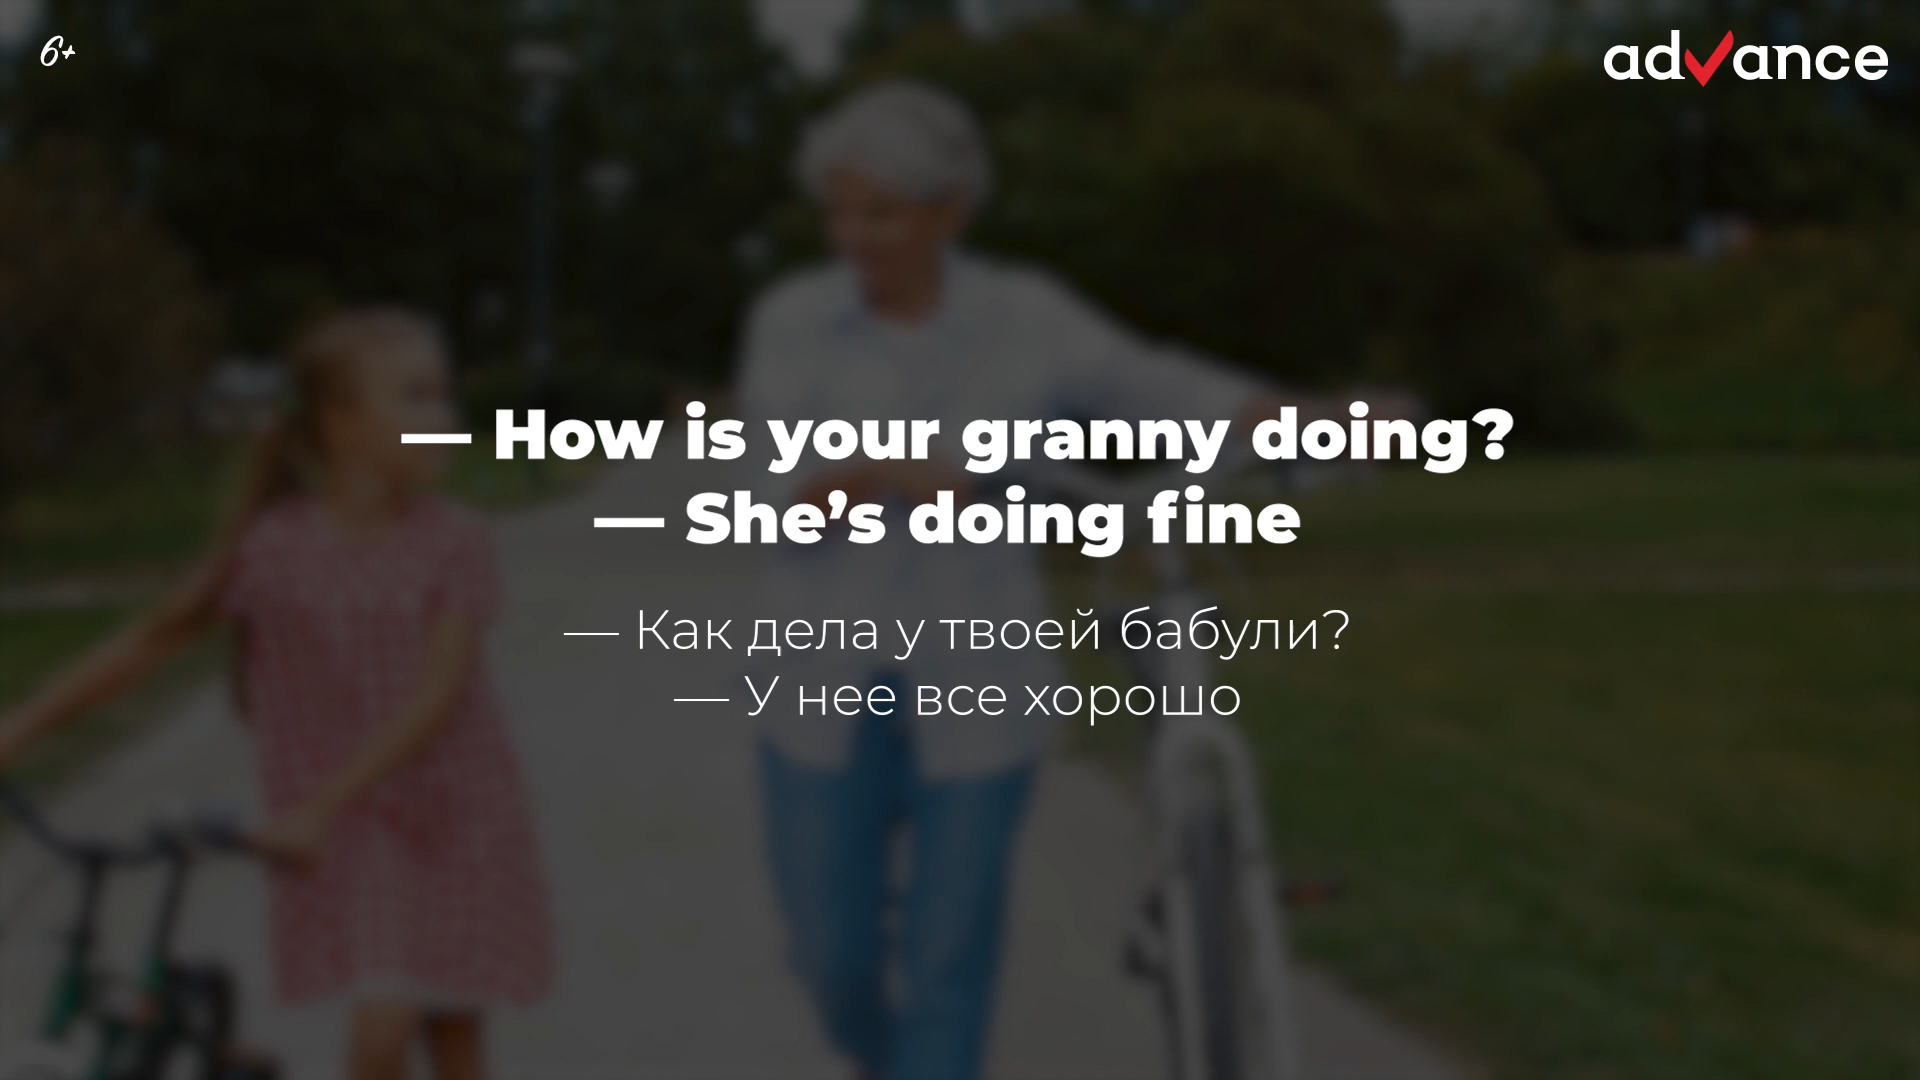 6+
advance
— How is your granny doing?
— She’s doing fine
— Как дела у твоей бабули?
— У нее все хорошо